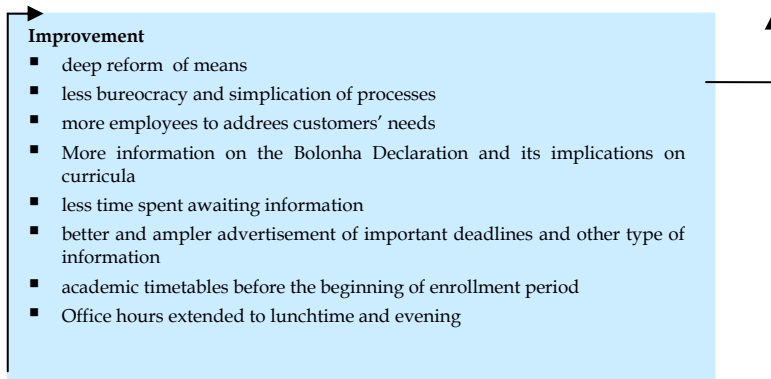 Improvement
▪ deep reform of means
▪ less bureocracy and simplication of processes
▪ more employees to addrees customers' needs
▪ More information on the Bolonha Declaration and its implications on
curricula
▪ less time spent awaiting information
▪ better and ampler advertisement of important deadlines and other type of
information
▪ academic timetables before the beginning of enrollment period
▪ Office hours extended to lunchtime and evening